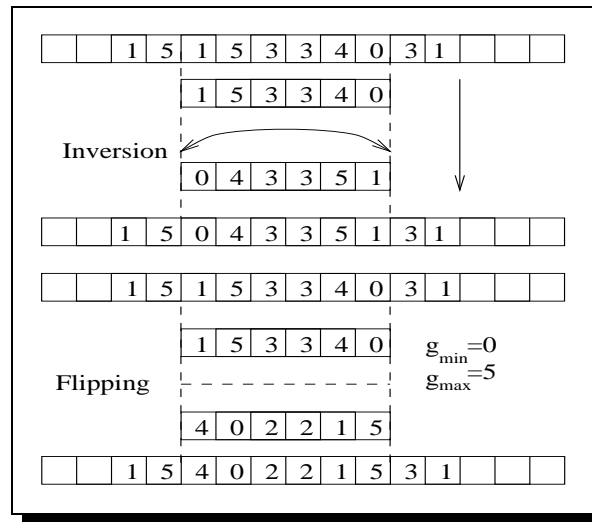 1 5 1 5 3 3 4 0 3 1
1 5 3 3 4 0
Inversion
0 4 3 3 5 1
1 5 0 4 3 3 5 1 3 1
1 5 1 5 3 3 4 0 3 1
1 5 3 3 4 0
g_min=0
Flipping
g_max=5
4 0 2 2 1 5
1 5 4 0 2 2 1 5 3 1